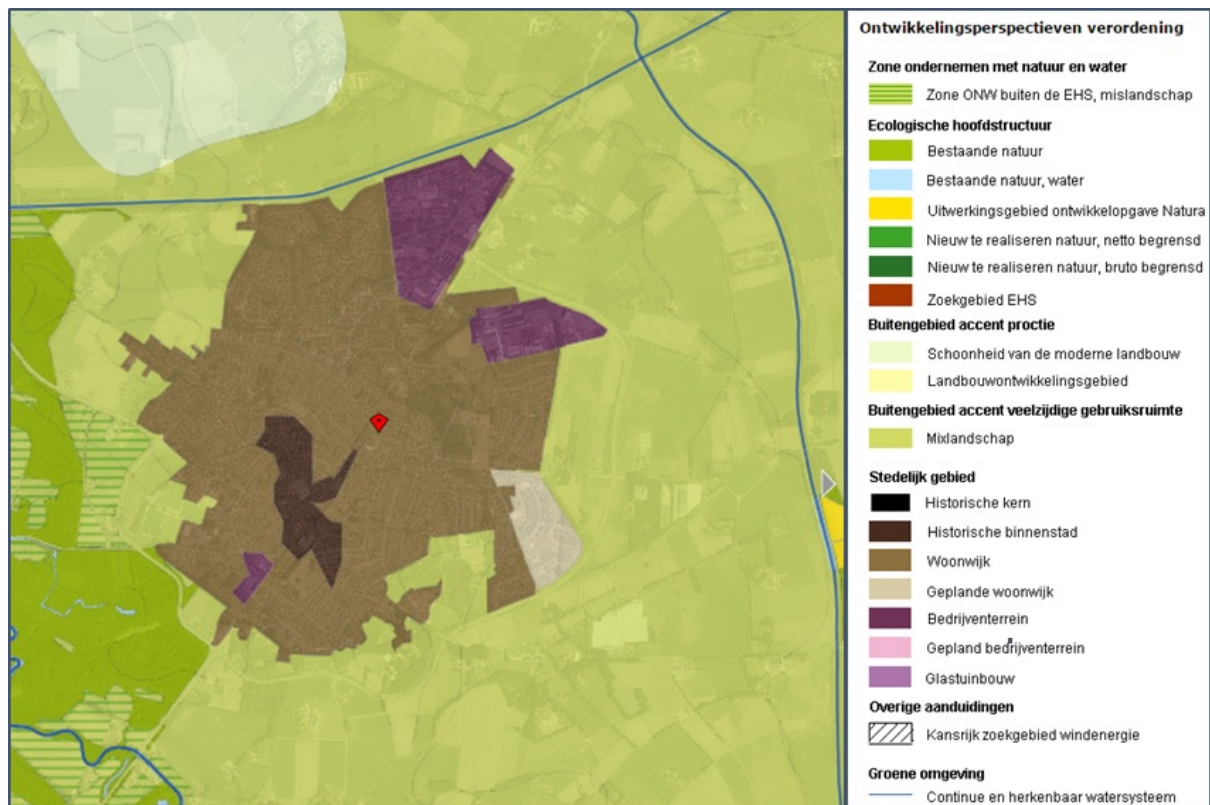 Ontwikkelingsperspectieven verordening
Zone ondernemen met natuur en water
Zone ONW buiten de EHS, mislandschap
Ecologische hoofdstructuur
Bestaande natuur
Bestaande natuur, water
Uitwerkingsgebied ontwikkelopgave Natura
Nieuw te realiseren natuur, netto begrensd
Nieuw te realiseren natuur, bruto begrensd
Zoekgebied EHS
Buitengebied accent proctie
Schoonheid van de moderne landbouw
Landbouwontwikkelingsgebied
Buitengebied accent veelzijdige gebruiksruimte
Mixlandschap
Stedelijk gebied
Historische kern
Historische binnenstad
Woonwijk
Geplande woonwijk
Bedrijventerrein
Gepland bedrijventerrein
Glastuinbouw
Overige aanduidingen
Kansrijk zoekgebied windenergie
Groene omgeving
Continue en herkenbaar watersysteem